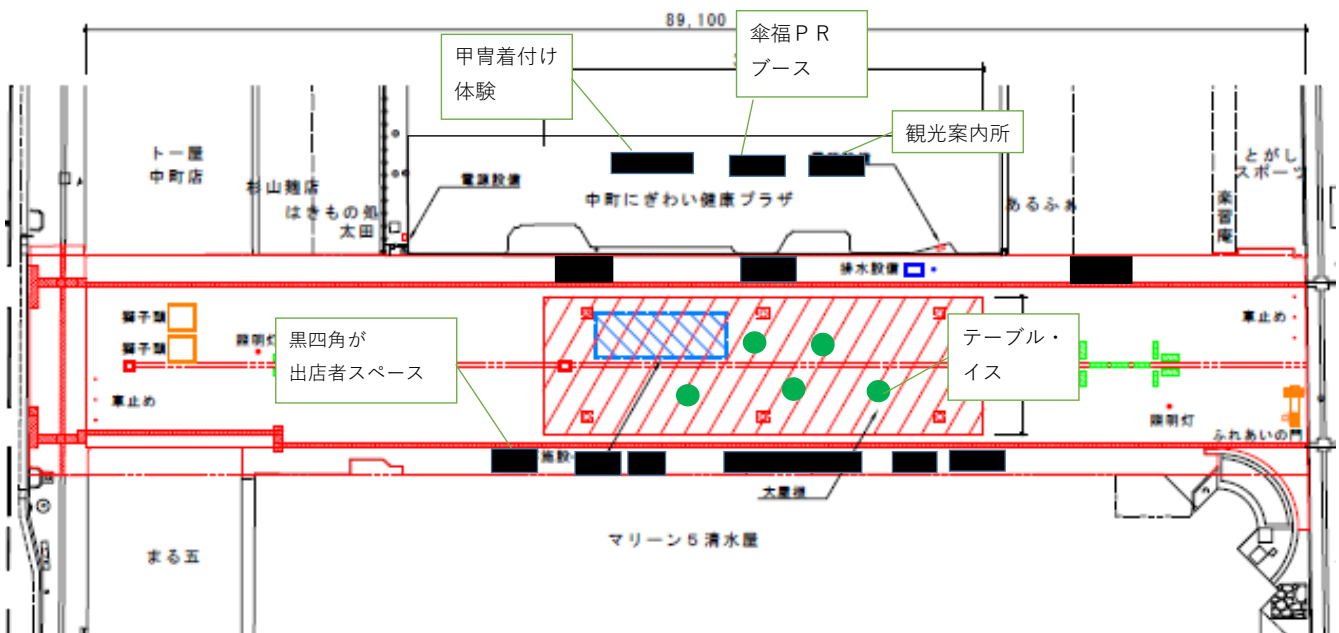 89,100
甲冑着付け
体験
傘福ＰＲ
ブース
観光案内所
トー屋
中町店
杉山麹店
はきもの処
太田
電源設備
中町にぎわい健康プラザ
あるふぁ
楽習庵
とがし
スポーツ
排水設備
獅子頭
獅子頭
照明灯
車止め
黒四角が
出店者スペース
テーブル・
イス
車止め
照明灯
ふれあいの門
施設
大屋根
まる五
マリーン５清水屋